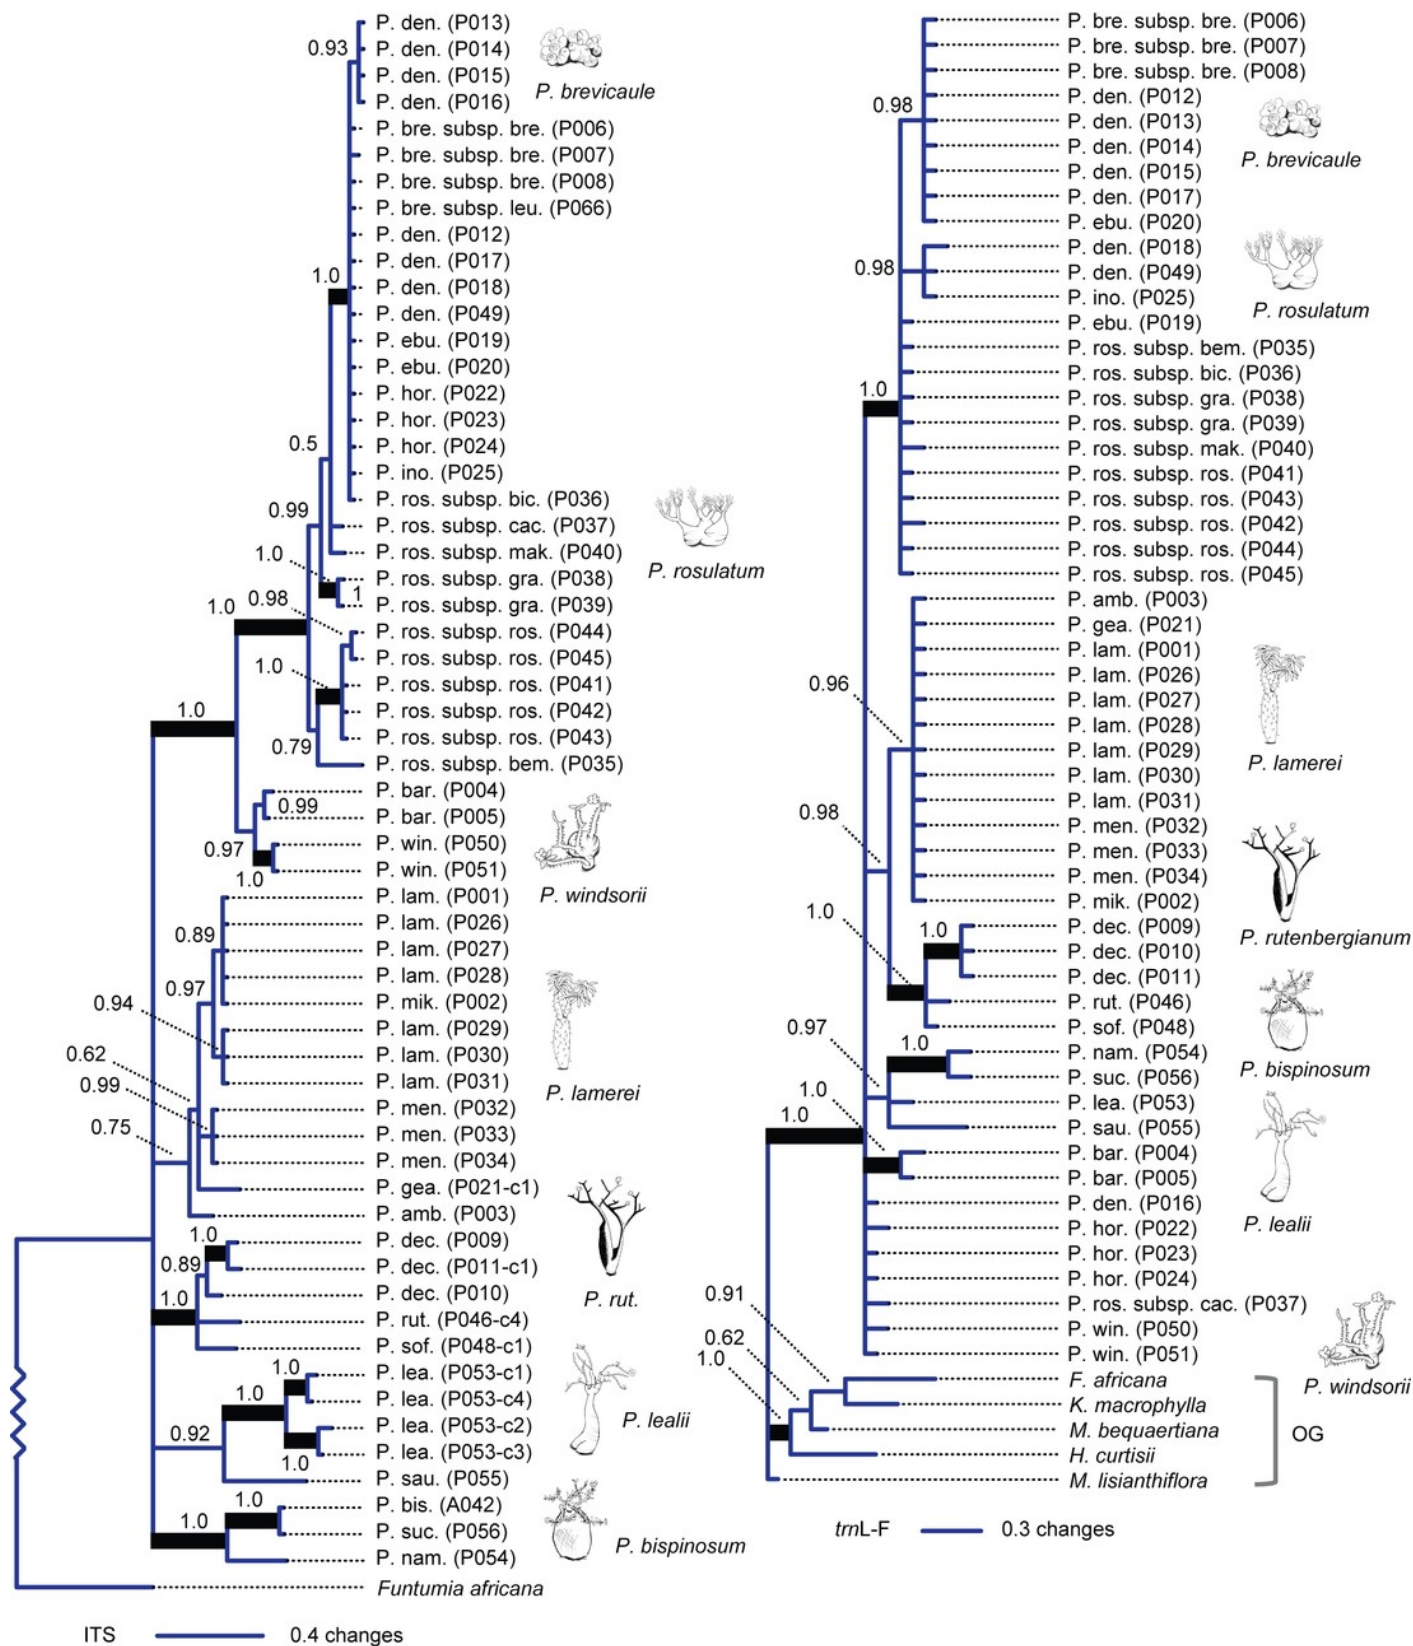 P. den. (P013)
0.93
P. den. (P014)
P. den. (P015)
P. den. (P016)
P. brevicaule
P. bre. subsp. bre. (P006)
P. bre. subsp. bre. (P007)
P. bre. subsp. bre. (P008)
P. bre. subsp. leu. (P066)
P. den. (P012)
P. den. (P017)
1.0
P. den. (P018)
P. den. (P049)
P. ebu. (P019)
P. ebu. (P020)
P. hor. (P022)
P. hor. (P023)
0.5
P. hor. (P024)
P. ino. (P025)
P. ros. subsp. bic. (P036)
0.99
P. ros. subsp. cac. (P037)
1.0
P. ros. subsp. mak. (P040)
P. rosulatum
P. ros. subsp. gra. (P038)
1
P. ros. subsp. gra. (P039)
1.0
0.98
P. ros. subsp. ros. (P044)
P. ros. subsp. ros. (P045)
1.0
P. ros. subsp. ros. (P041)
1.0
P. ros. subsp. ros. (P042)
P. ros. subsp. ros. (P043)
0.79
P. ros. subsp. bem. (P035)
P. bar. (P004)
0.99
P. bar. (P005)
P. win. (P050)
0.97
P. win. (P051)
1.0
P. windsorii
P. lam. (P001)
P. lam. (P026)
0.89
P. lam. (P027)
P. lam. (P028)
0.97
P. mik. (P002)
0.94
P. lam. (P029)
P. lam. (P030)
0.62
P. lam. (P031)
P. lamerei
0.99
P. men. (P032)
0.75
P. men. (P033)
P. men. (P034)
P. gea. (P021-c1)
P. amb. (P003)
1.0
P. dec. (P009)
0.89
P. dec. (P011-c1)
P. dec. (P010)
P. rut.
1.0
P. rut. (P046-c4)
P. sof. (P048-c1)
1.0
P. lea. (P053-c1)
1.0
P. lea. (P053-c4)
P. lealii
0.92
P. lea. (P053-c2)
P. lea. (P053-c3)
1.0
P. sau. (P055)
1.0
P. bis. (A042)
1.0
P. suc. (P056)
P. bispinosum
P. nam. (P054)
Funtumia africana
ITS
0.4 changes
P. bre. subsp. bre. (P006)
P. bre. subsp. bre. (P007)
P. bre. subsp. bre. (P008)
0.98
P. den. (P012)
P. den. (P013)
P. den. (P014)
P. brevicaule
P. den. (P015)
P. den. (P017)
P. ebu. (P020)
P. den. (P018)
0.98
P. den. (P049)
P. ino. (P025)
P. rosulatum
P. ebu. (P019)
P. ros. subsp. bem. (P035)
P. ros. subsp. bic. (P036)
1.0
P. ros. subsp. gra. (P038)
P. ros. subsp. gra. (P039)
P. ros. subsp. mak. (P040)
P. ros. subsp. ros. (P041)
P. ros. subsp. ros. (P043)
P. ros. subsp. ros. (P042)
P. ros. subsp. ros. (P044)
P. ros. subsp. ros. (P045)
P. amb. (P003)
P. gea. (P021)
P. lam. (P001)
P. lam. (P026)
0.96
P. lam. (P027)
P. lam. (P028)
P. lam. (P029)
P. lamerei
P. lam. (P030)
P. lam. (P031)
0.98
P. men. (P032)
P. men. (P033)
P. men. (P034)
P. mik. (P002)
1.0
P. dec. (P009)
1.0
P. rutenbergianum
P. dec. (P010)
P. dec. (P011)
P. rut. (P046)
P. sof. (P048)
0.97
1.0
P. nam. (P054)
P. suc. (P056)
P. bispinosum
1.0
P. lea. (P053)
1.0
P. sau. (P055)
P. bar. (P004)
P. bar. (P005)
P. den. (P016)
P. hor. (P022)
P. lealii
P. hor. (P023)
P. hor. (P024)
0.91
P. ros. subsp. cac. (P037)
0.62
P. win. (P050)
1.0
P. win. (P051)
F. africana
P. windsorii
K. macrophylla
M. bequaertiana
OG
H. curtisii
M. lisianthiflora
trnL-F
0.3 changes